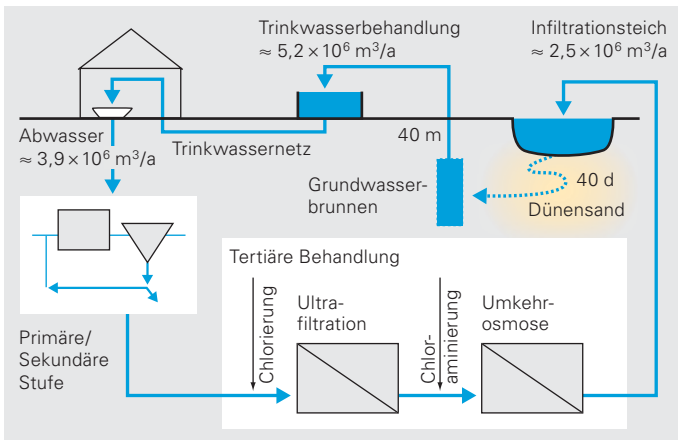 Trinkwasserbehandlung
≈ 5,2 × 10⁶ m³/a
Infiltrationsteich
≈ 2,5 × 10⁶ m³/a
Abwasser
≈ 3,9 × 10⁶ m³/a
Trinkwassernetz
40 m
Grundwasser-
brunnen
40 d
Dünensand
Tertiäre Behandlung
Chlorierung
Ultra-
filtration
Chlor-
aminierung
Umkehr-
osmose
Primäre/
Sekundäre
Stufe